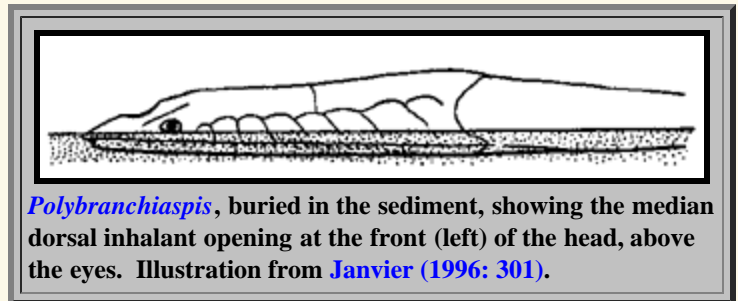 Polybranchiaspis, buried in the sediment, showing the median
dorsal inhalant opening at the front (left) of the head, above
the eyes. Illustration from Janvier (1996: 301).